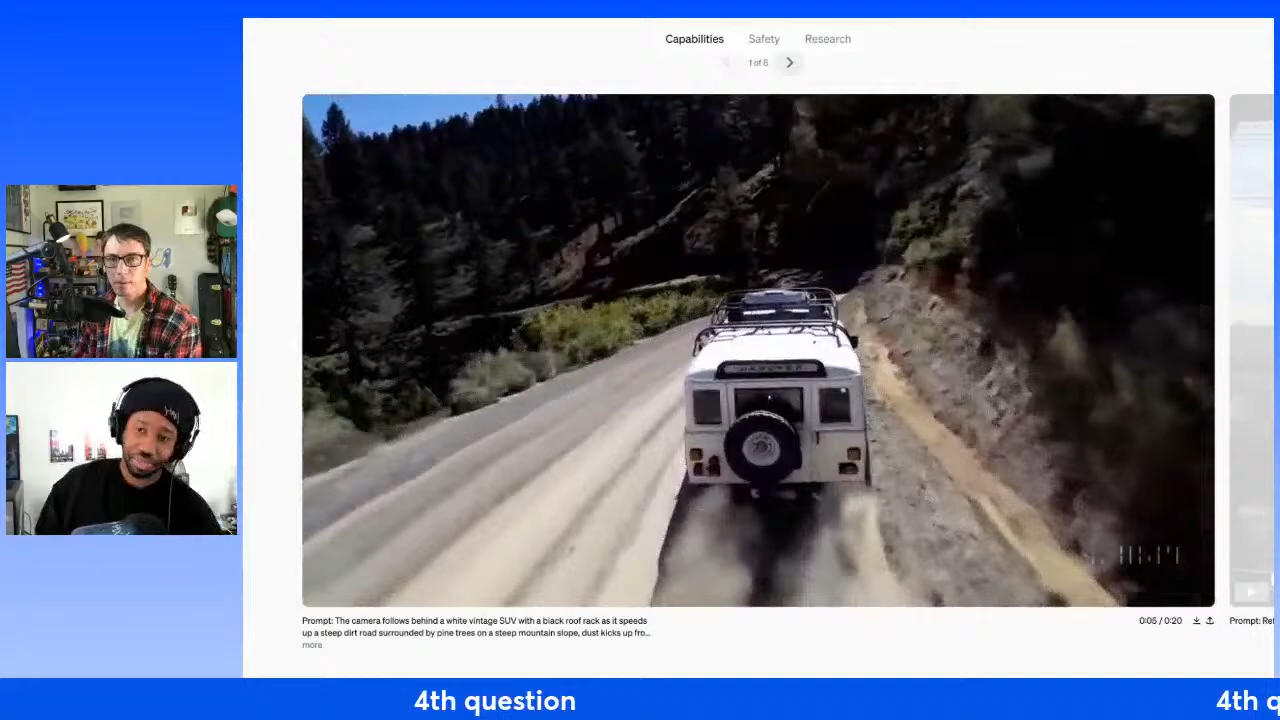 Capabilities Safety Research
1 of 8
Prompt: The camera follows behind a white vintage SUV with a black roof rack as it speeds
up a steep dirt road surrounded by pine trees on a steep mountain slope, dust kicks up fro...
more
0:05 / 0:20
Prompt: Ref
4th question
4th q